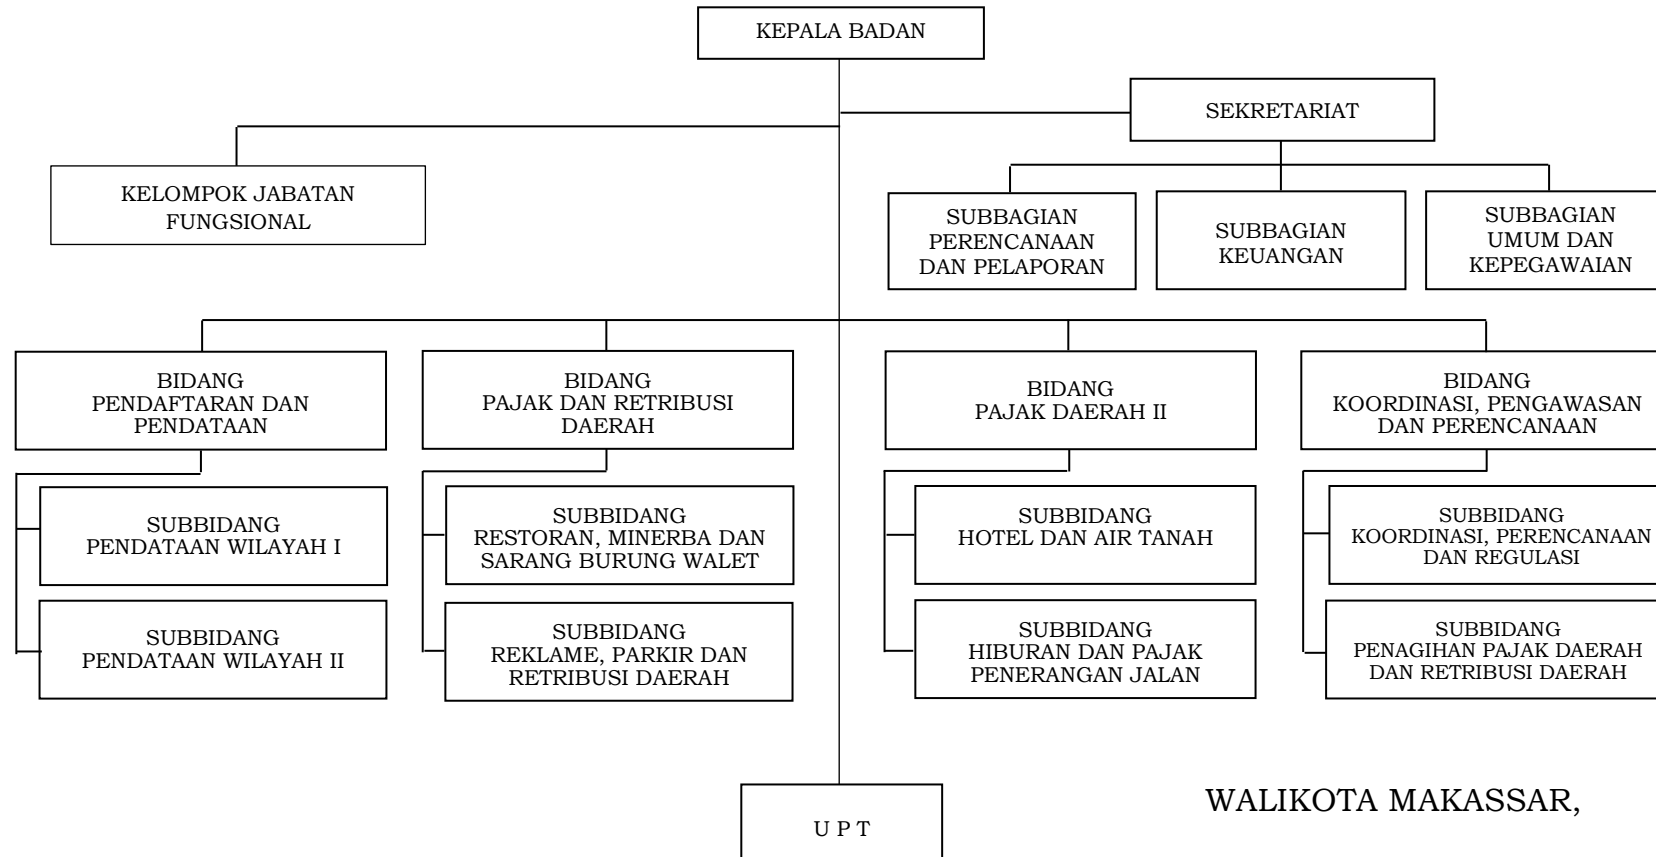 KEPALA BADAN
SEKRETARIAT
KELOMPOK JABATAN
FUNGSIONAL
SUBBAGIAN
PERENCANAAN
DAN PELAPORAN
SUBBAGIAN
KEUANGAN
SUBBAGIAN
UMUM DAN
KEPEGAWAIAN
BIDANG
PENDAFTARAN DAN
PENDATAAN
BIDANG
PAJAK DAN RETRIBUSI
DAERAH
BIDANG
PAJAK DAERAH II
BIDANG
KOORDINASI, PENGAWASAN
DAN PERENCANAAN
SUBBIDANG
PENDATAAN WILAYAH I
SUBBIDANG
RESTORAN, MINERBA DAN
SARANG BURUNG WALET
SUBBIDANG
HOTEL DAN AIR TANAH
SUBBIDANG
KOORDINASI, PERENCANAAN
DAN REGULASI
SUBBIDANG
PENDATAAN WILAYAH II
SUBBIDANG
REKLAME, PARKIR DAN
RETRIBUSI DAERAH
SUBBIDANG
HIBURAN DAN PAJAK
PENERANGAN JALAN
SUBBIDANG
PENAGIHAN PAJAK DAERAH
DAN RETRIBUSI DAERAH
WALIKOTA MAKASSAR,
U P T